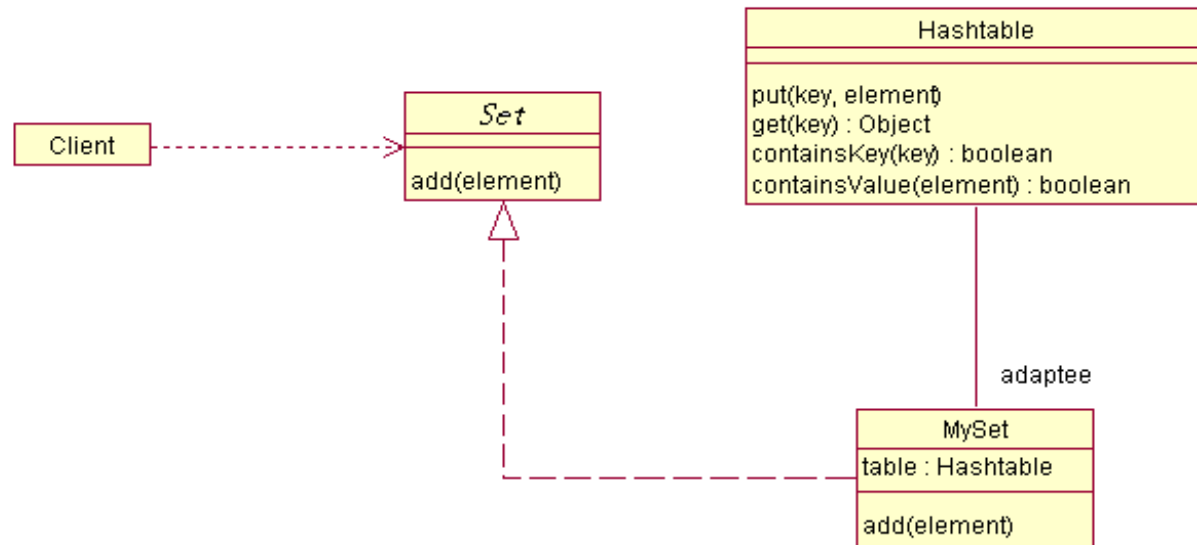 Client
Set
add(element)
Hashtable
put(key, element)
get(key) : Object
containsKey(key) : boolean
containsValue(element) : boolean
adaptee
MySet
table : Hashtable
add(element)